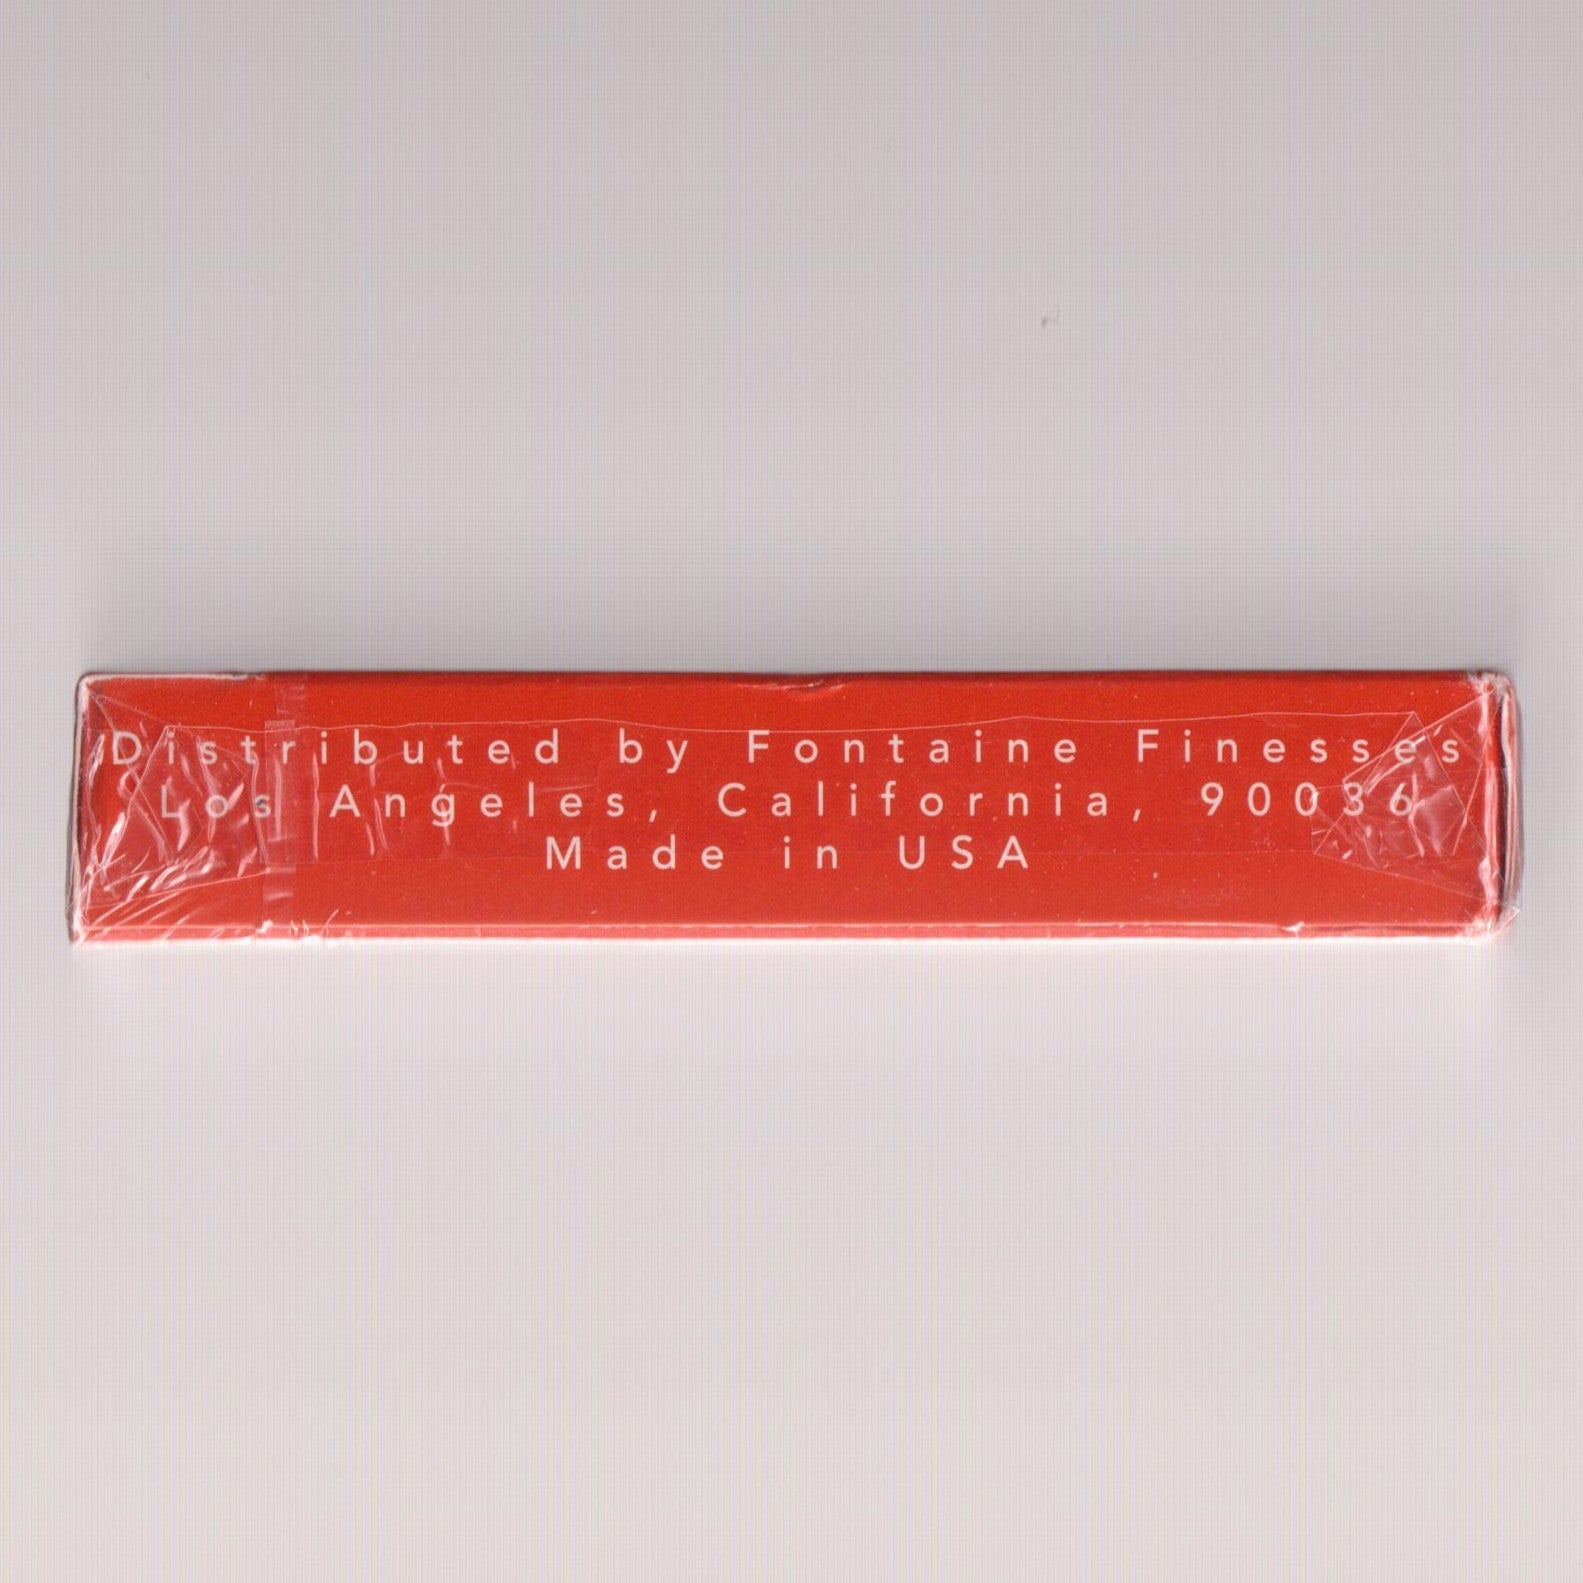 Distributed by Fontaine Finesses
Los Angeles, California, 90036
Made in USA